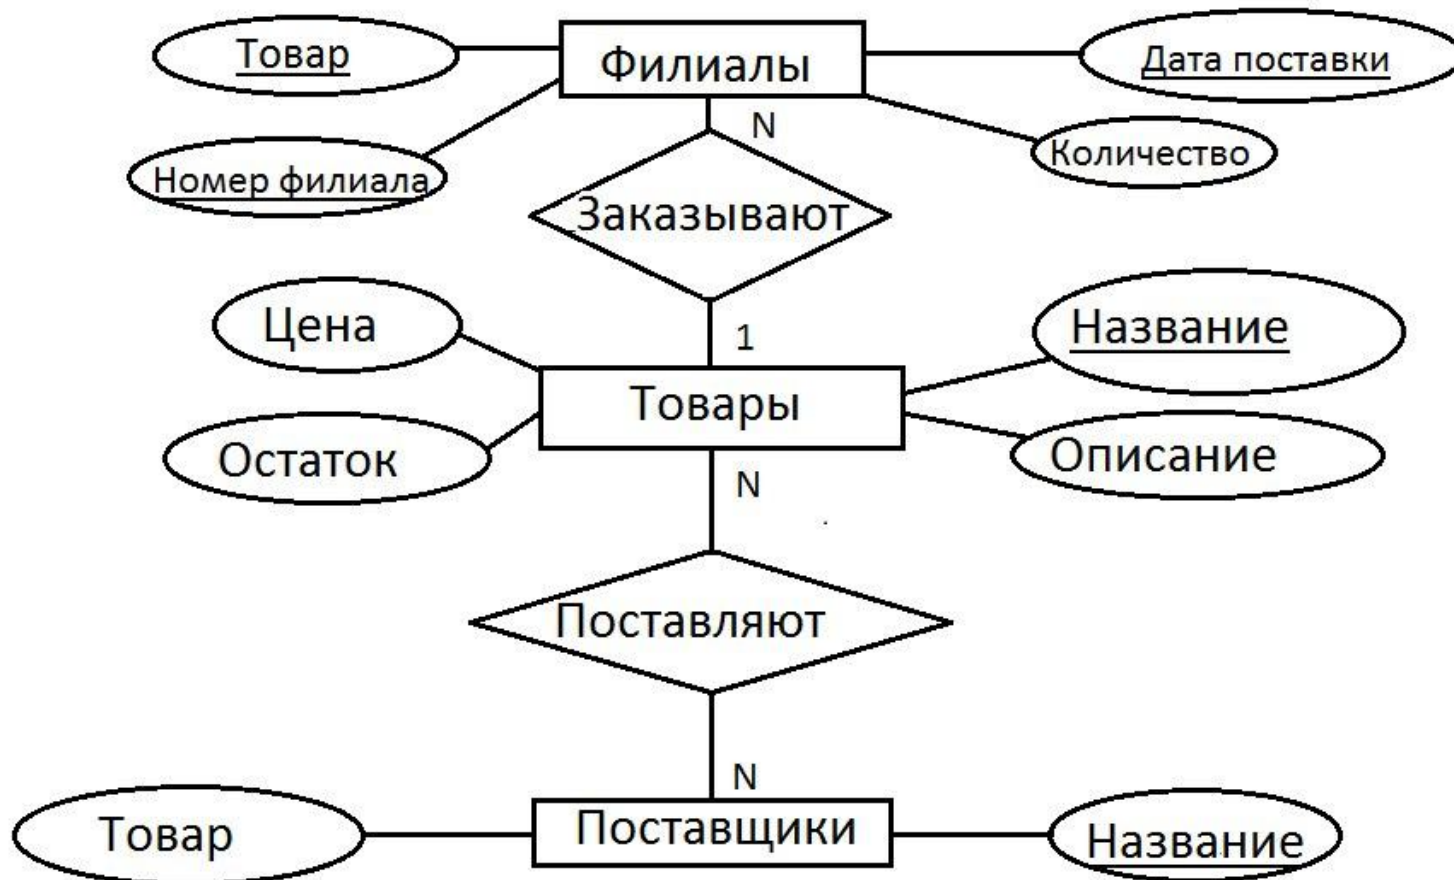 Товар
Филиалы
Дата поставки
N
Количество
Номер филиала
Заказывают
Цена
1
Название
Товары
Остаток
Описание
N
Поставляют
N
Товар
Поставщики
Название